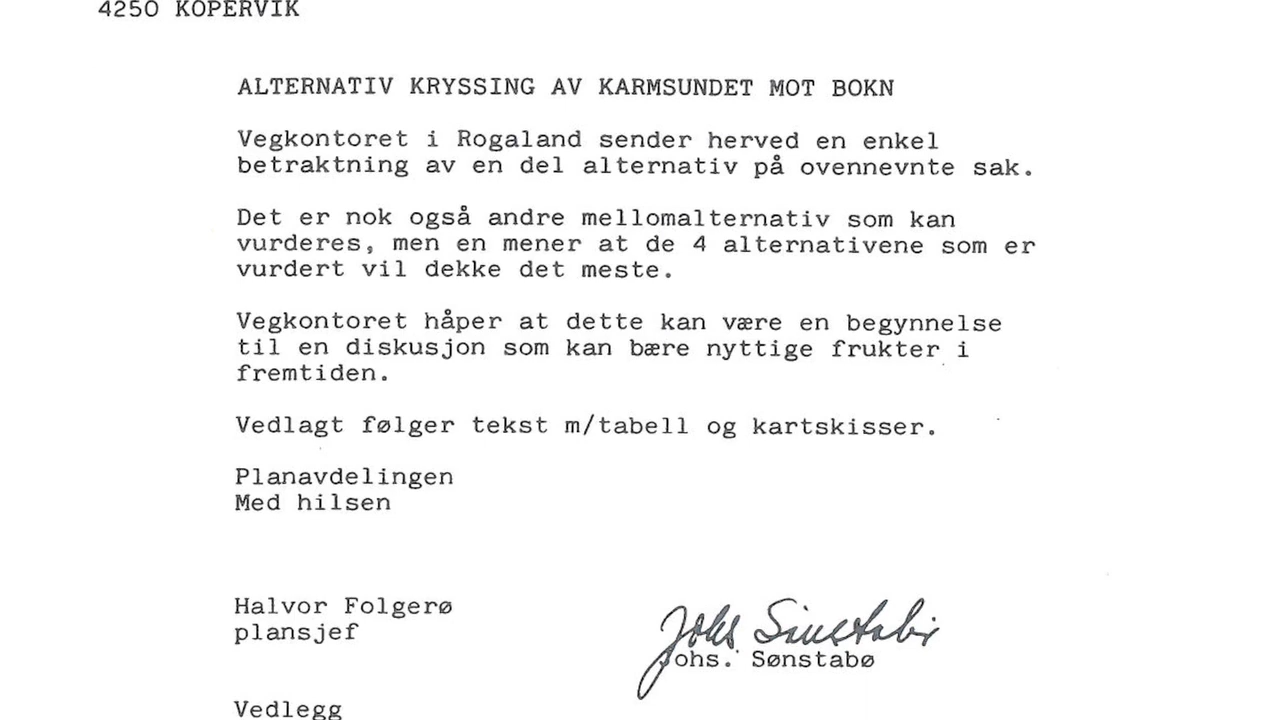 4250 KOPERVIK
ALTERNATIV KRYSSING AV KARMSUNDET MOT BOKN
Vegkontoret i Rogaland sender herved en enkel
betraktning av en del alternativ på ovennevnte sak.
Det er nok også andre mellomalternativ som kan
vurderes, men en mener at de 4 alternativene som er
vurdert vil dekke det meste.
Vegkontoret håper at dette kan være en begynnelse
til en diskusjon som kan bære nyttige frukter i
fremtiden.
Vedlagt følger tekst m/tabell og kartskisser.
Planavdelingen
Med hilsen
Halvor Folgerø
plansjef
Johs Sønstabø
Johs. Sønstabø
Vedlegg